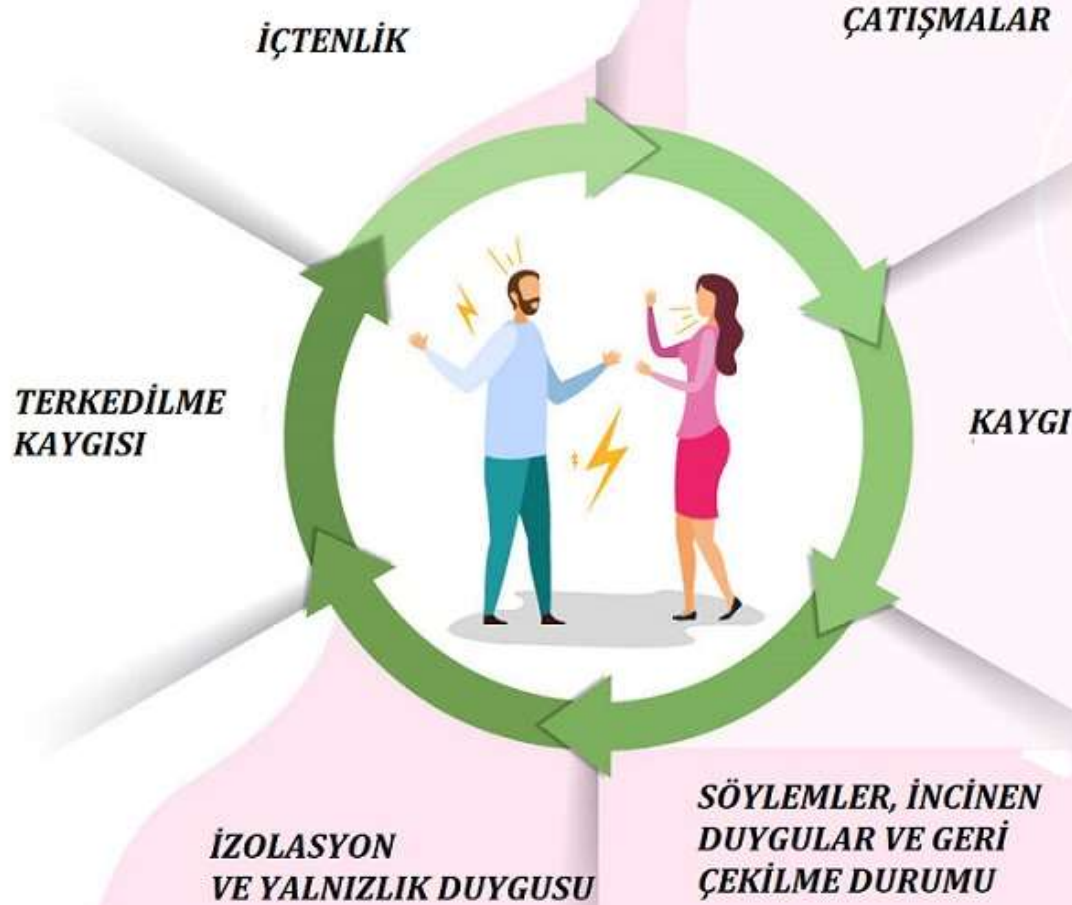 İÇTENLİK
ÇATIŞMALAR
KAYGI
SÖYLEMLER, İNCİNEN
DUYGULAR VE GERİ
ÇEKİLME DURUMU
İZOLASYON
VE YALNIZLIK DUYGUSU
TERKEDİLME
KAYGISI